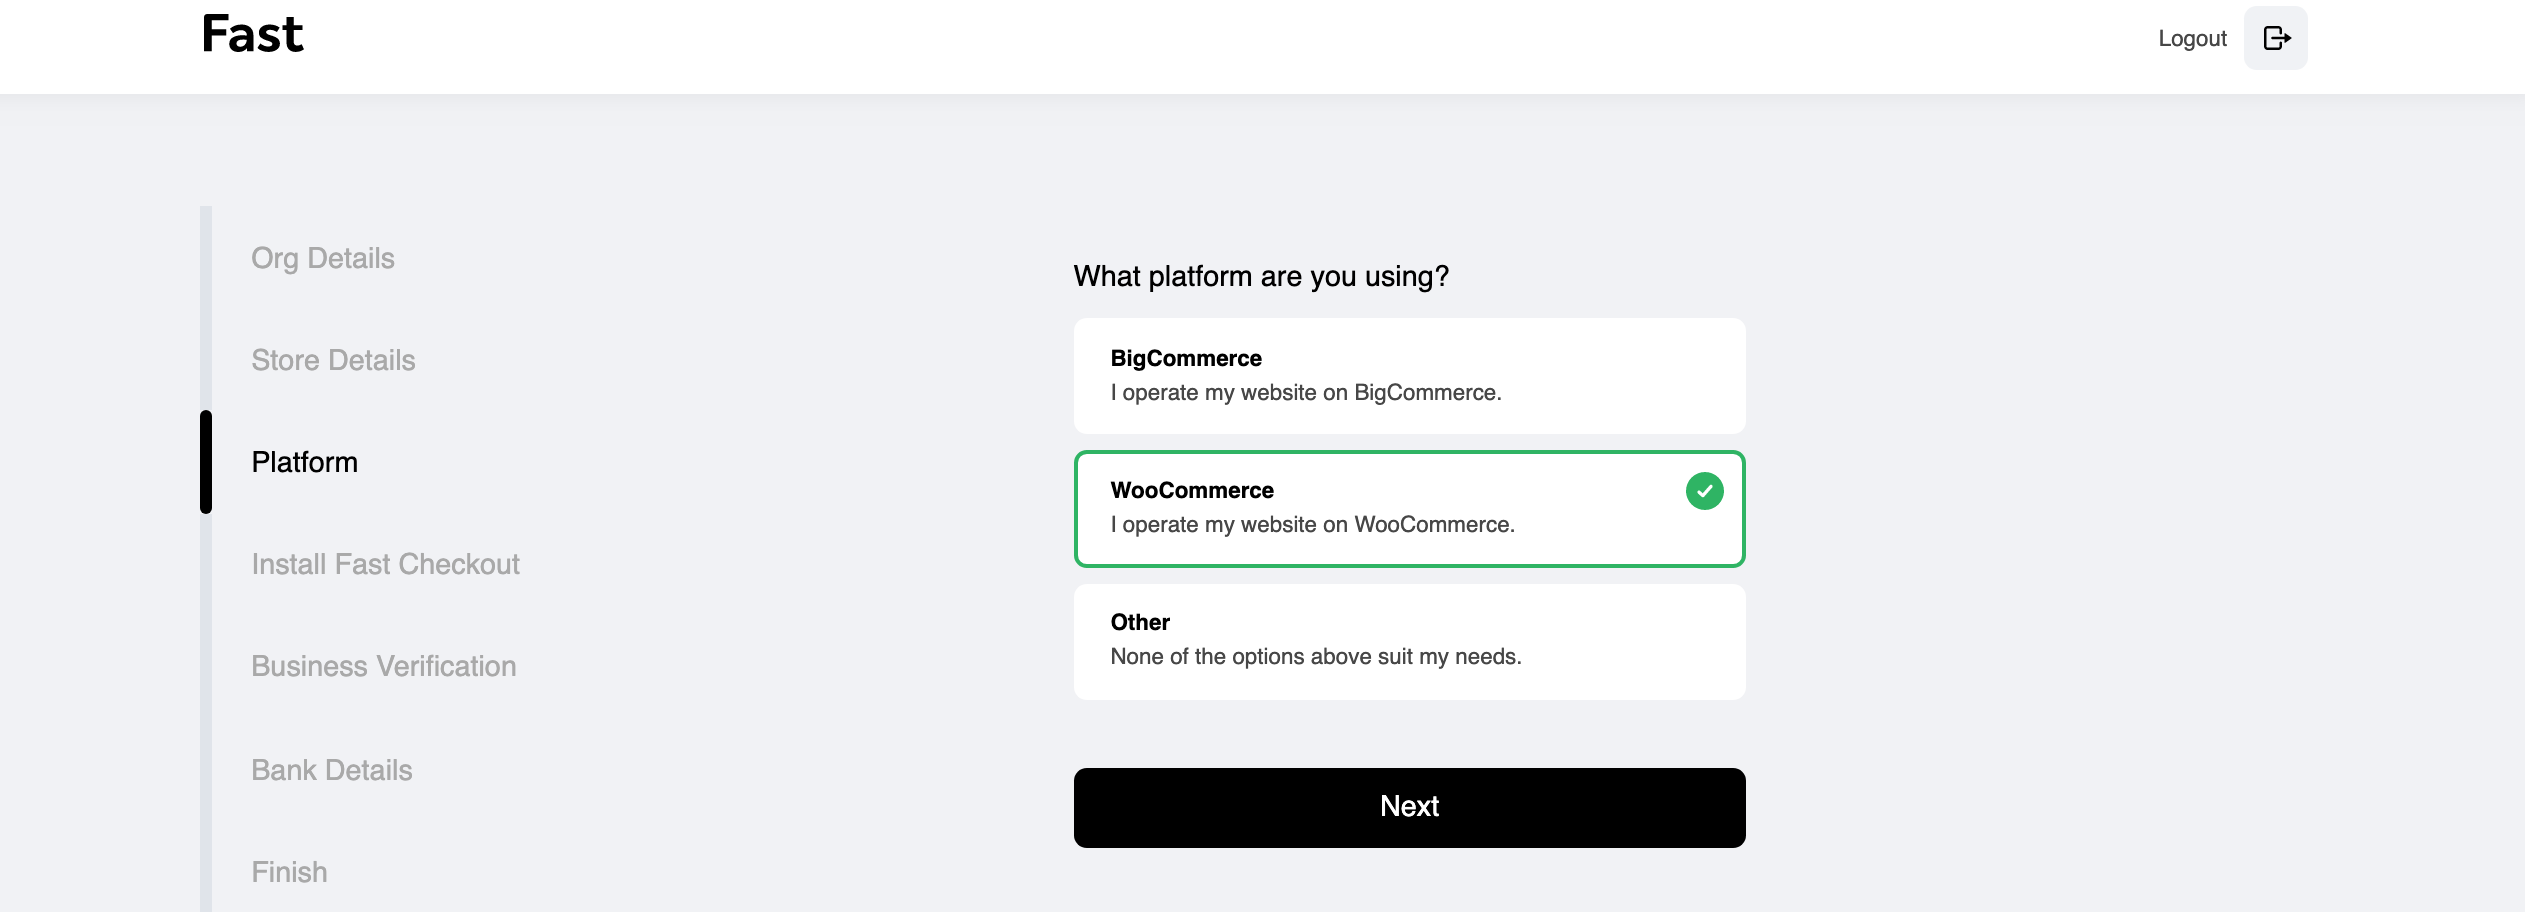 Fast
Logout
Org Details
Store Details
Platform
Install Fast Checkout
Business Verification
Bank Details
Finish
What platform are you using?
BigCommerce
I operate my website on BigCommerce.
WooCommerce
I operate my website on WooCommerce.
Other
None of the options above suit my needs.
Next